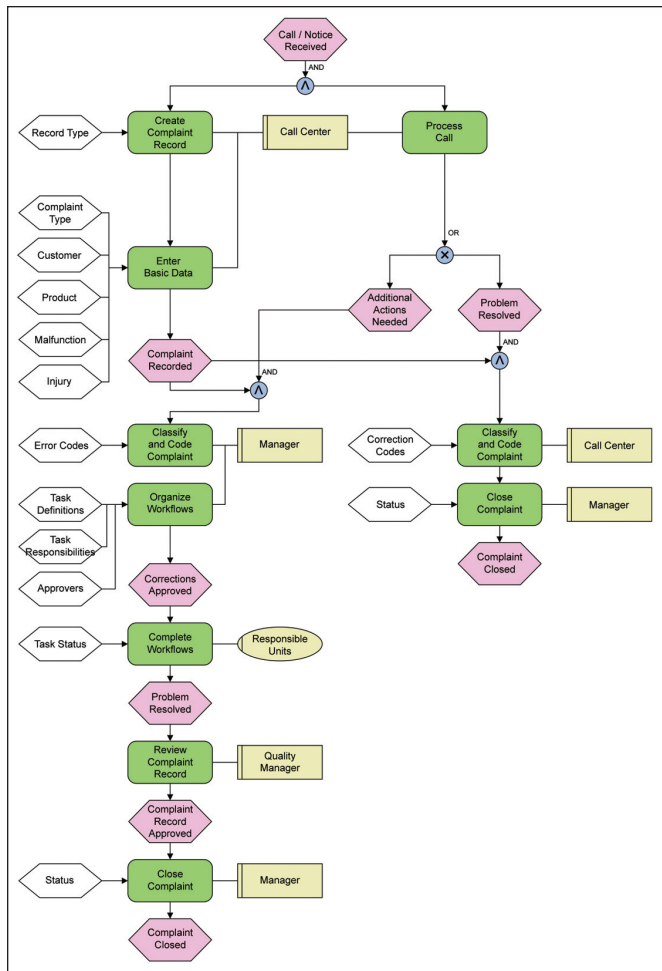 Call / Notice
Received
AND
Λ
Record Type
Create
Complaint
Record
Call Center
Process
Call
Complaint
Type
Customer
Product
Malfunction
Injury
Enter
Basic Data
OR
X
Additional
Actions
Needed
Problem
Resolved
AND
Λ
Complaint
Recorded
AND
Λ
Error Codes
Classify
and Code
Complaint
Manager
Correction
Codes
Classify
and Code
Complaint
Call Center
Task
Definitions
Task
Responsibilities
Approvers
Organize
Workflows
Status
Close
Complaint
Manager
Complaint
Closed
Corrections
Approved
Task Status
Complete
Workflows
Responsible
Units
Problem
Resolved
Review
Complaint
Record
Quality
Manager
Complaint
Record
Approved
Status
Close
Complaint
Manager
Complaint
Closed